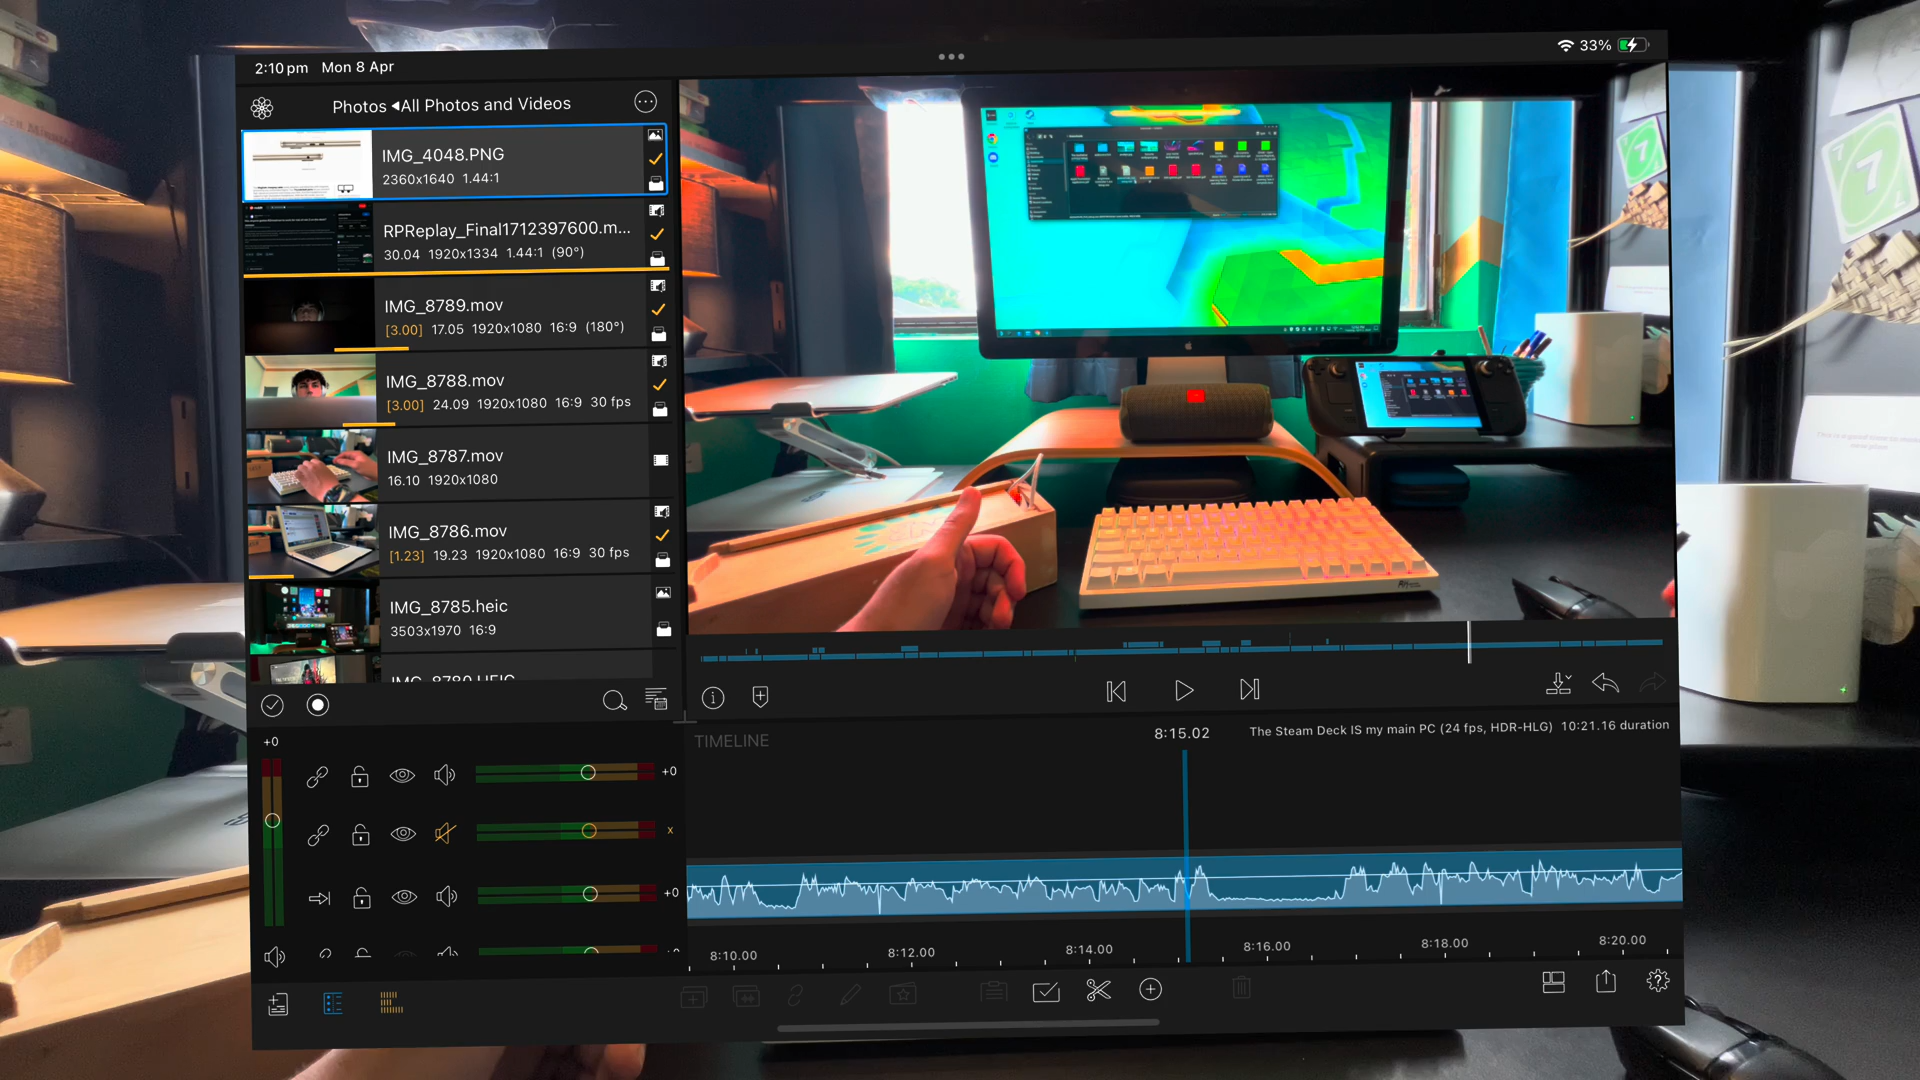 2:10 pm Mon 8 Apr
33%
Photos ◂All Photos and Videos
IMG_4048.PNG
2360x1640 1.44:1
RPReplay_Final1712397600.m...
30.04 1920x1334 1.44:1 (90°)
IMG_8789.mov
[3.00] 17.05 1920x1080 16:9 (180°)
IMG_8788.mov
[3.00] 24.09 1920x1080 16:9 30 fps
IMG_8787.mov
16.10 1920x1080
IMG_8786.mov
[1.23] 19.23 1920x1080 16:9 30 fps
IMG_8785.heic
3503x1970 16:9
IMG_8780.HEIC
+0
+0
x
+0
TIMELINE
8:15.02
The Steam Deck IS my main PC (24 fps, HDR-HLG) 10:21.16 duration
8:10.00
8:12.00
8:14.00
8:16.00
8:18.00
8:20.00
7
7